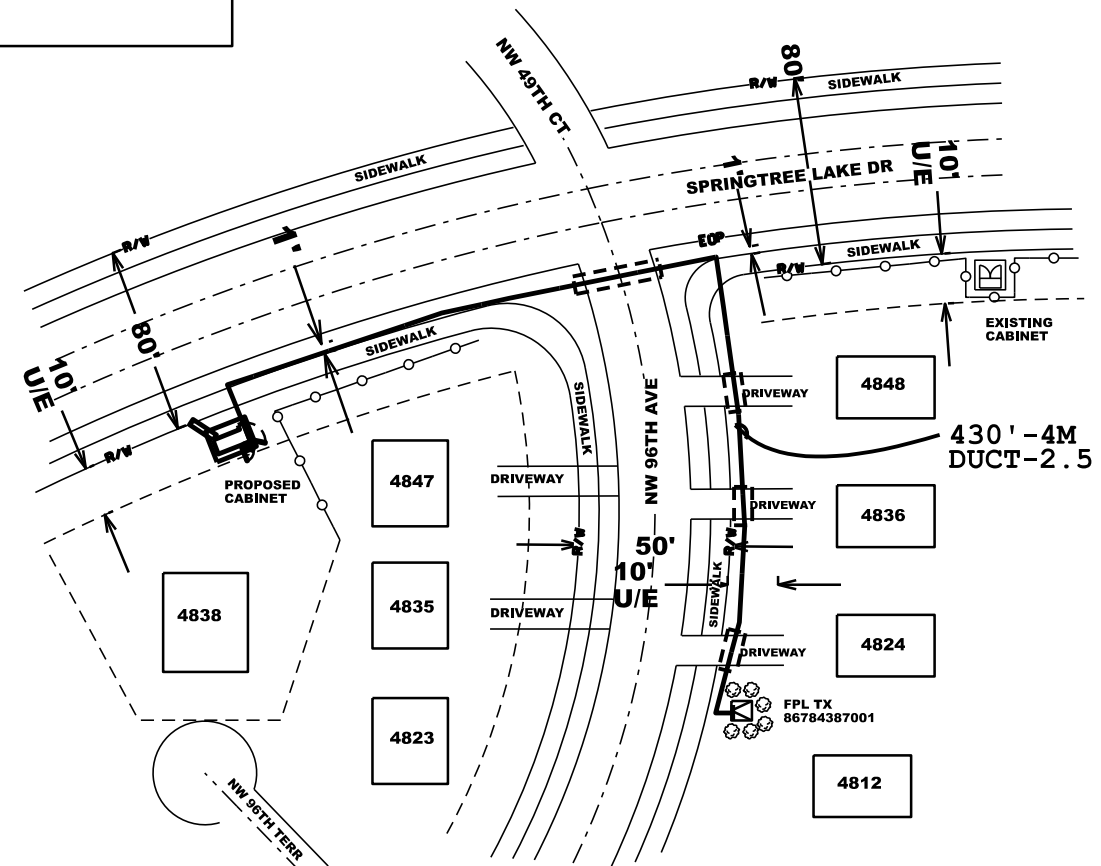 NW 49TH CT
80'
R/W
SIDEWALK
SIDEWALK
10'
U/E
1'
SPRINGTREE LAKE DR
EOP
SIDEWALK
R/W
R/W
1'
80'
10'
U/E
SIDEWALK
R/W
EXISTING
CABINET
4848
DRIVEWAY
SIDEWALK
NW 96TH AVE
430'-4M
DUCT-2.5
PROPOSED
CABINET
4847
DRIVEWAY
DRIVEWAY
4836
R/W
50'
R/W
10'
U/E
SIDEWALK
4838
4835
DRIVEWAY
4824
DRIVEWAY
FPL TX
86784387001
4823
4812
NW 96TH TERR